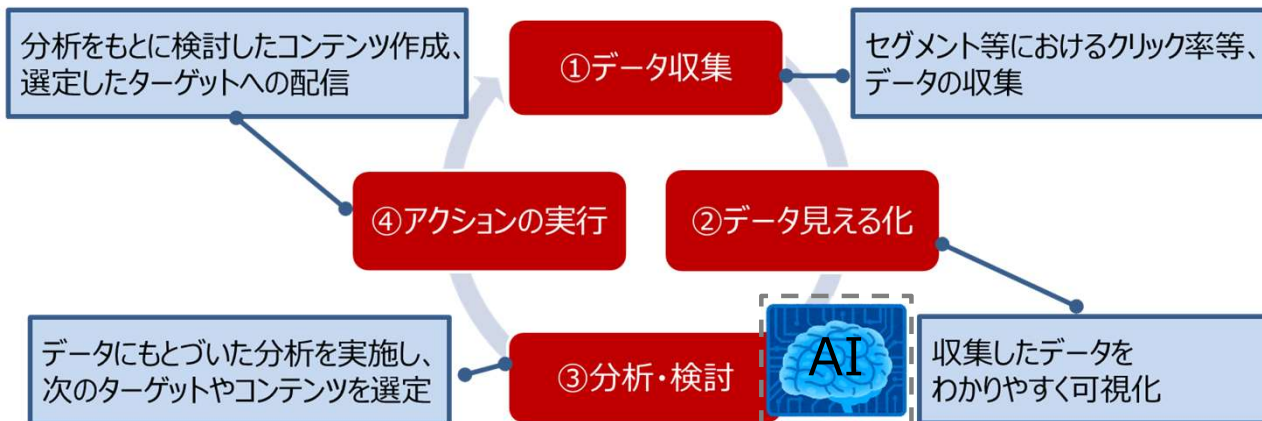 分析をもとに検討したコンテンツ作成、
選定したターゲットへの配信
①データ収集
セグメント等におけるクリック率等、
データの収集
④アクションの実行
②データ見える化
データにもとづいた分析を実施し、
次のターゲットやコンテンツを選定
③分析・検討
AI
収集したデータを
わかりやすく可視化